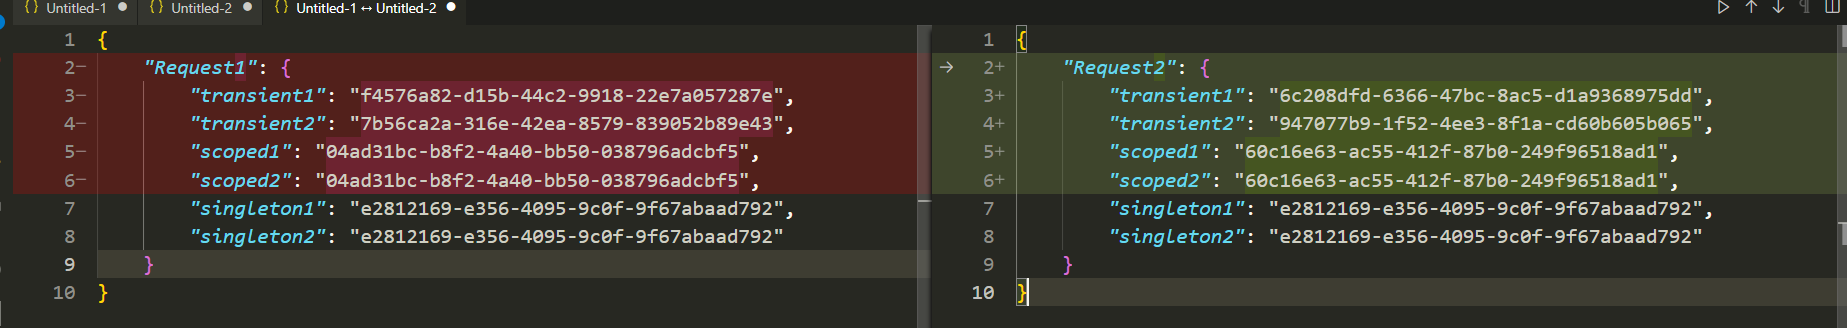 {} Untitled-1 ● {} Untitled-2 ● {} Untitled-1 ↔ Untitled-2 ●
1 {
2− "Request1": {
3− "transient1": "f4576a82-d15b-44c2-9918-22e7a057287e",
4− "transient2": "7b56ca2a-316e-42ea-8579-839052b89e43",
5− "scoped1": "04ad31bc-b8f2-4a40-bb50-038796adcbf5",
6− "scoped2": "04ad31bc-b8f2-4a40-bb50-038796adcbf5",
7 "singleton1": "e2812169-e356-4095-9c0f-9f67abaad792",
8 "singleton2": "e2812169-e356-4095-9c0f-9f67abaad792"
9 }
10 }
1 {
2+ "Request2": {
3+ "transient1": "6c208dfd-6366-47bc-8ac5-d1a9368975dd",
4+ "transient2": "947077b9-1f52-4ee3-8f1a-cd60b605b065",
5+ "scoped1": "60c16e63-ac55-412f-87b0-249f96518ad1",
6+ "scoped2": "60c16e63-ac55-412f-87b0-249f96518ad1",
7 "singleton1": "e2812169-e356-4095-9c0f-9f67abaad792",
8 "singleton2": "e2812169-e356-4095-9c0f-9f67abaad792"
9 }
10 }